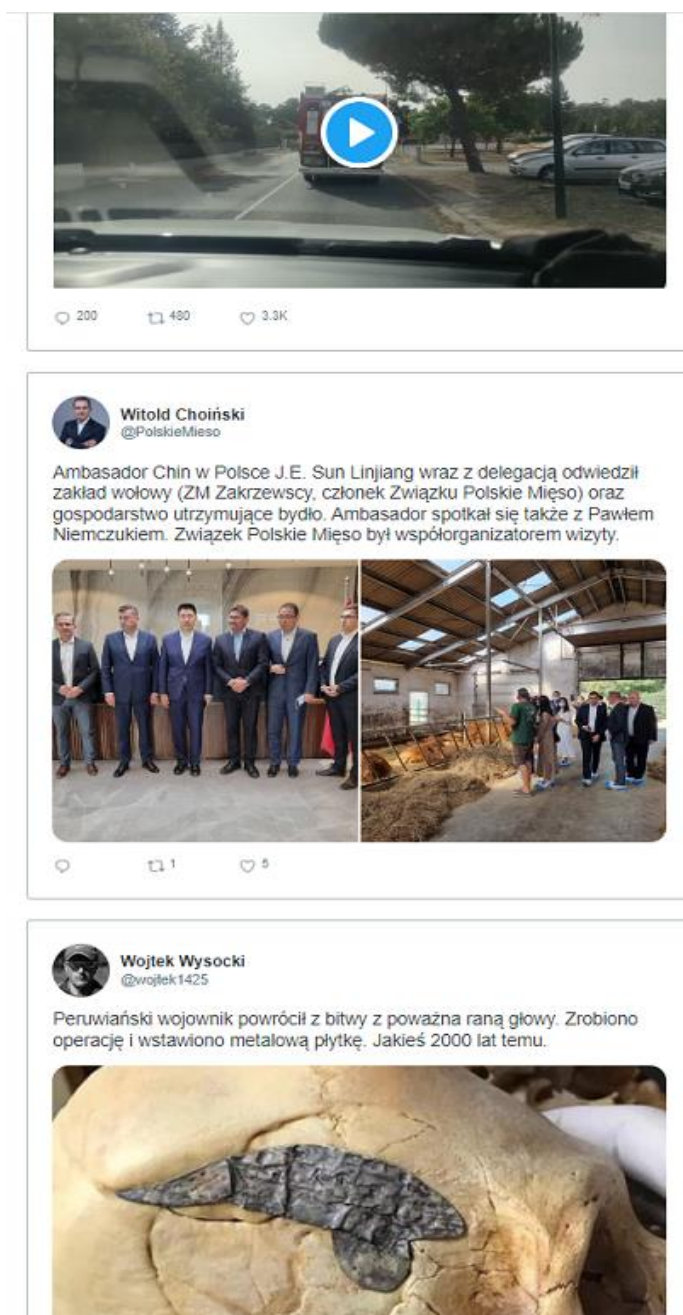 200 480 3.3K
Witold Choiński
@PolskieMieso
Ambasador Chin w Polsce J.E. Sun Linjiang wraz z delegacją odwiedził
zakład wołowy (ZM Zakrzewscy, członek Związku Polskie Mięso) oraz
gospodarstwo utrzymujące bydło. Ambasador spotkał się także z Pawłem
Niemczukiem. Związek Polskie Mięso był współorganizatorem wizyty.
1 5
Wojtek Wysocki
@wojtek1425
Peruwiański wojownik powrócił z bitwy z poważna raną głowy. Zrobiono
operację i wstawiono metalową płytkę. Jakieś 2000 lat temu.